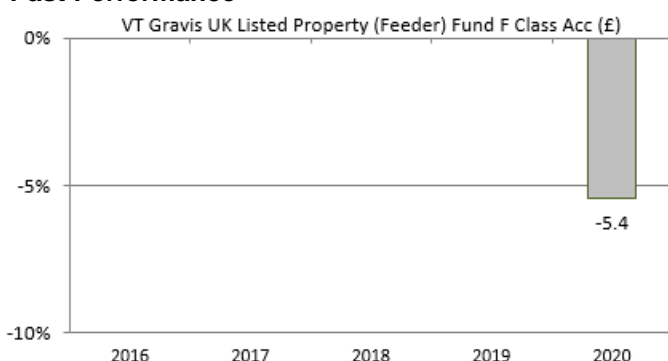 Past Performance
VT Gravis UK Listed Property (Feeder) Fund F Class Acc (£)
0%
-5%
-5.4
-10%
2016 2017 2018 2019 2020